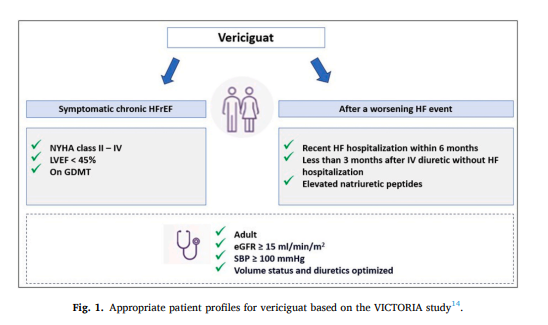 Vericiguat
Symptomatic chronic HFrEF
✓ NYHA class II – IV
✓ LVEF < 45%
✓ On GDMT
After a worsening HF event
✓ Recent HF hospitalization within 6 months
✓ Less than 3 months after IV diuretic without HF
hospitalization
✓ Elevated natriuretic peptides
✓ Adult
✓ eGFR ≥ 15 ml/min/m²
✓ SBP ≥ 100 mmHg
✓ Volume status and diuretics optimized
Fig. 1. Appropriate patient profiles for vericiguat based on the VICTORIA study¹⁴.